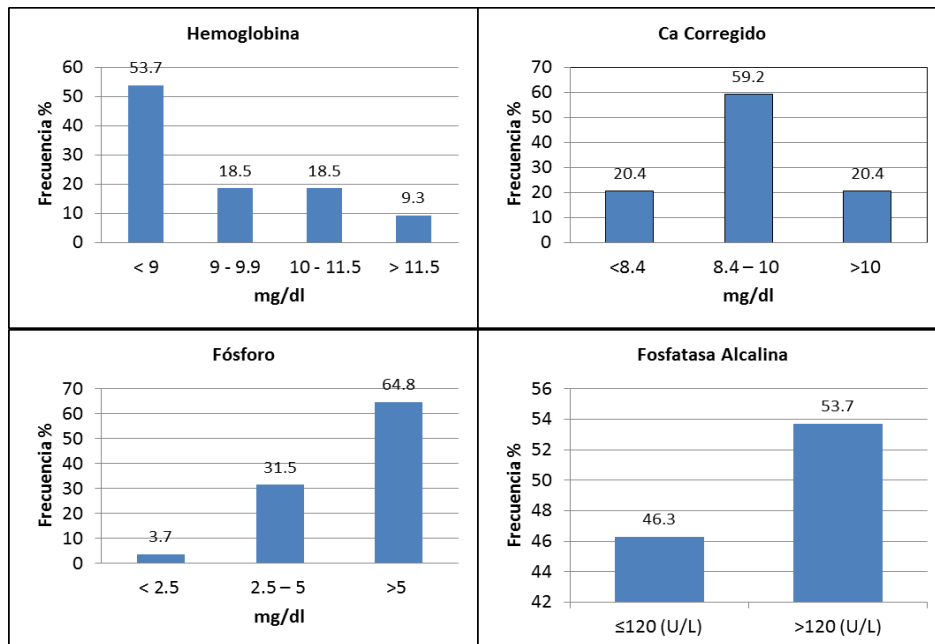 Hemoglobina
Frecuencia %
60
50
40
30
20
10
0
53.7
18.5
18.5
9.3
< 9
9 - 9.9
10 - 11.5
> 11.5
mg/dl
Ca Corregido
Frecuencia %
70
60
50
40
30
20
10
0
20.4
59.2
20.4
<8.4
8.4 – 10
>10
mg/dl
Fósforo
Frecuencia %
70
60
50
40
30
20
10
0
3.7
31.5
64.8
< 2.5
2.5 – 5
>5
mg/dl
Fosfatasa Alcalina
Frecuencia %
56
54
52
50
48
46
44
42
46.3
53.7
≤120 (U/L)
>120 (U/L)